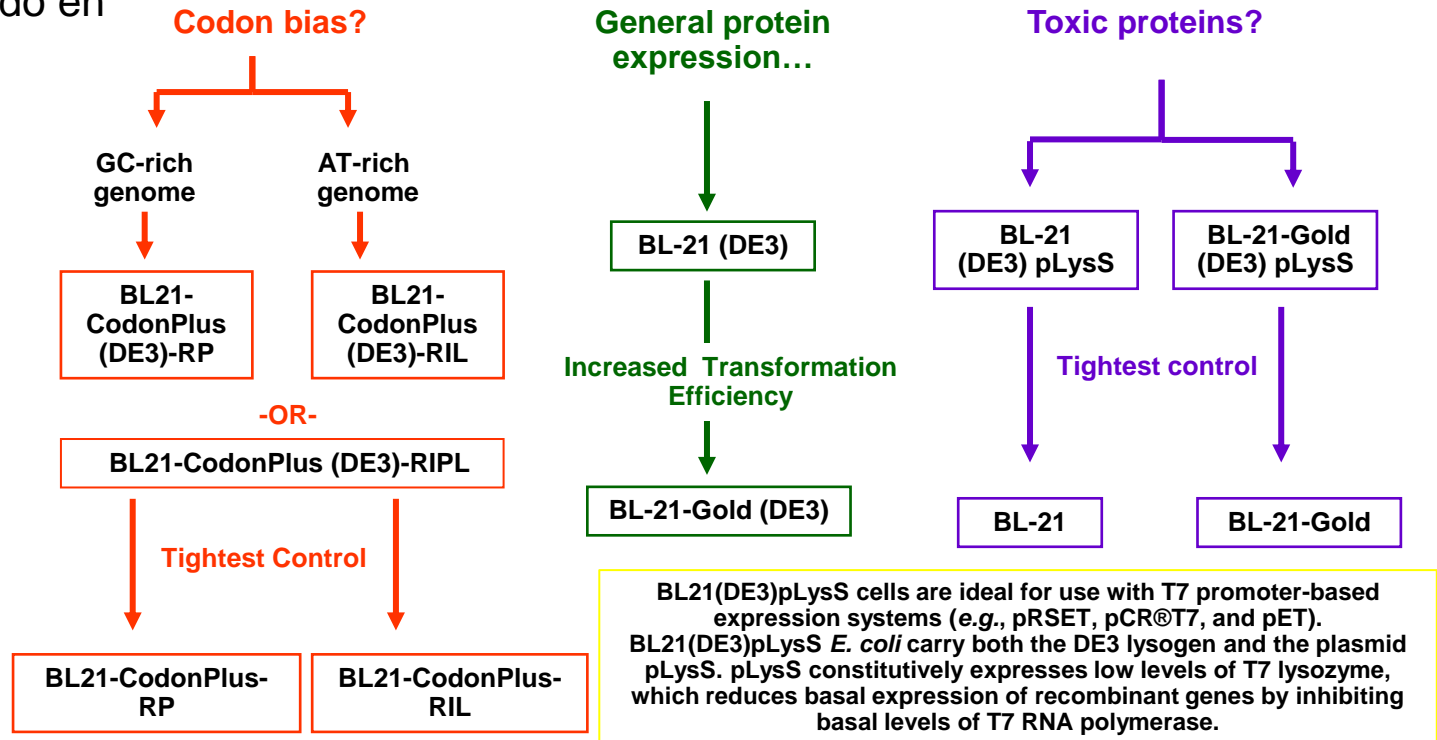 do en
Codon bias?
GC-rich
genome
AT-rich
genome
BL21-
CodonPlus
(DE3)-RP
BL21-
CodonPlus
(DE3)-RIL
-OR-
BL21-CodonPlus (DE3)-RIPL
Tightest Control
BL21-CodonPlus-
RP
BL21-CodonPlus-
RIL
General protein
expression…
BL-21 (DE3)
Increased Transformation
Efficiency
BL-21-Gold (DE3)
Toxic proteins?
BL-21
(DE3) pLysS
BL-21-Gold
(DE3) pLysS
Tightest control
BL-21
BL-21-Gold
BL21(DE3)pLysS cells are ideal for use with T7 promoter-based
expression systems (e.g., pRSET, pCR®T7, and pET).
BL21(DE3)pLysS E. coli carry both the DE3 lysogen and the plasmid
pLysS. pLysS constitutively expresses low levels of T7 lysozyme,
which reduces basal expression of recombinant genes by inhibiting
basal levels of T7 RNA polymerase.